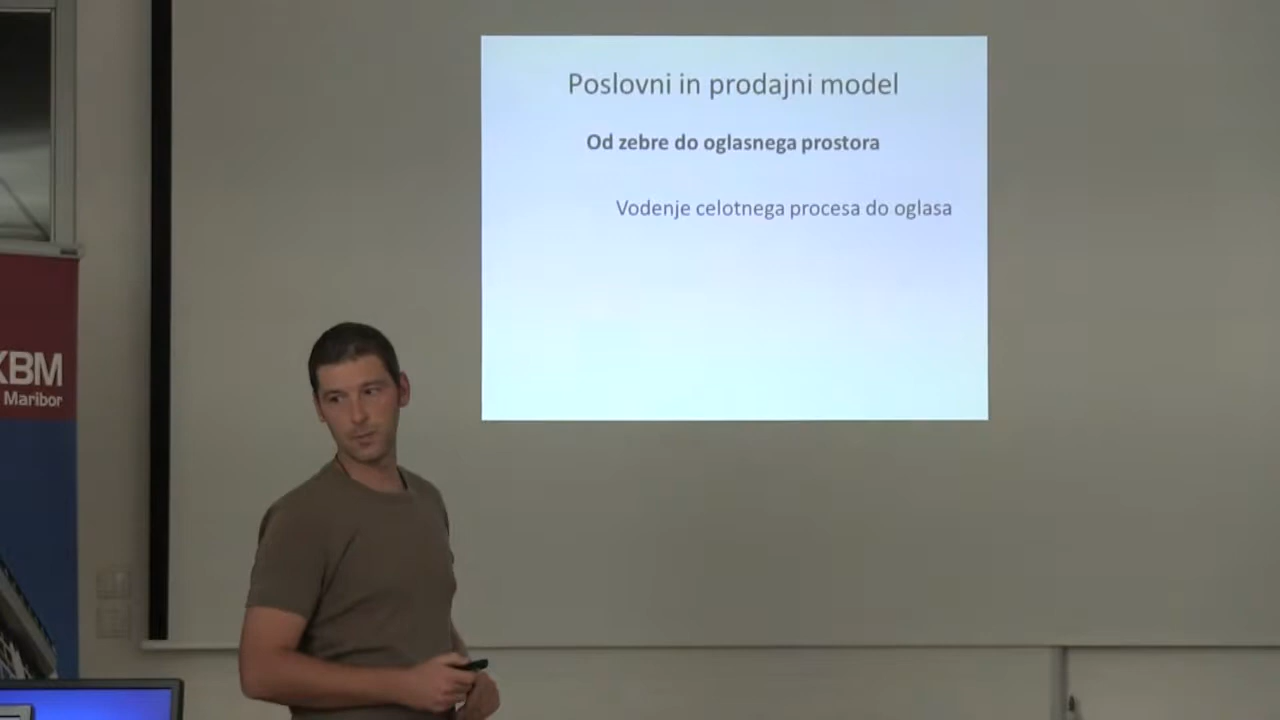 Poslovni in prodajni model
Od zebre do oglasnega prostora
Vodenje celotnega procesa do oglasa
KBM
Maribor